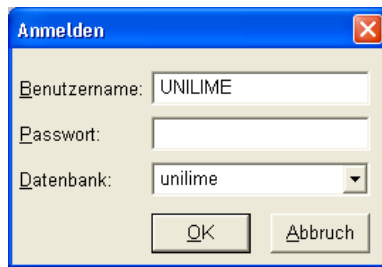 Anmelden
Benutzername: UNILIME
Passwort:
Datenbank: unilime
OK Abbruch